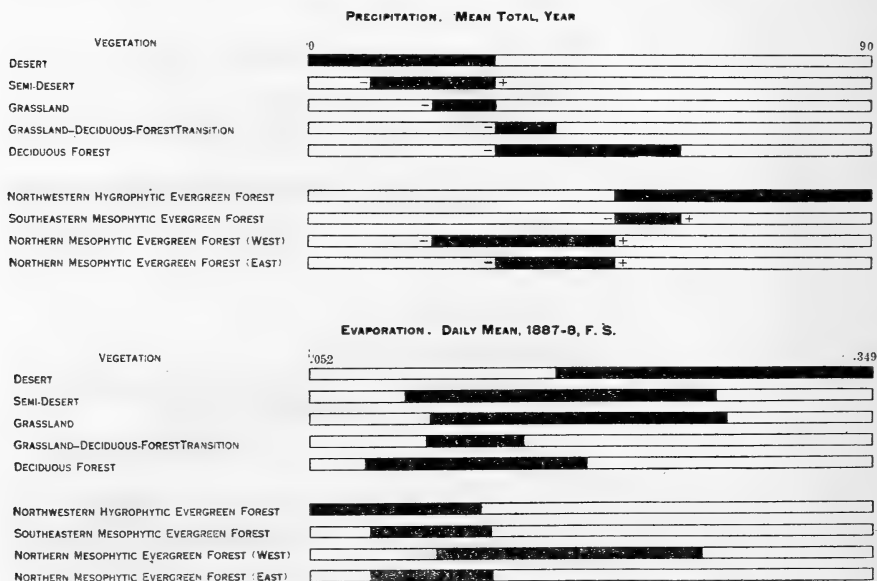 PRECIPITATION. MEAN TOTAL, YEAR
VEGETATION 0 90
DESERT
SEMI-DESERT - +
GRASSLAND -
GRASSLAND-DECIDUOUS-FOREST TRANSITION -
DECIDUOUS FOREST -
NORTHWESTERN HYGROPHYTIC EVERGREEN FOREST
SOUTHEASTERN MESOPHYTIC EVERGREEN FOREST - +
NORTHERN MESOPHYTIC EVERGREEN FOREST (WEST) - +
NORTHERN MESOPHYTIC EVERGREEN FOREST (EAST) - +
EVAPORATION. DAILY MEAN, 1887-8, F. S.
VEGETATION .052 .349
DESERT
SEMI-DESERT
GRASSLAND
GRASSLAND-DECIDUOUS-FOREST TRANSITION
DECIDUOUS FOREST
NORTHWESTERN HYGROPHYTIC EVERGREEN FOREST
SOUTHEASTERN MESOPHYTIC EVERGREEN FOREST
NORTHERN MESOPHYTIC EVERGREEN FOREST (WEST)
NORTHERN MESOPHYTIC EVERGREEN FOREST (EAST)